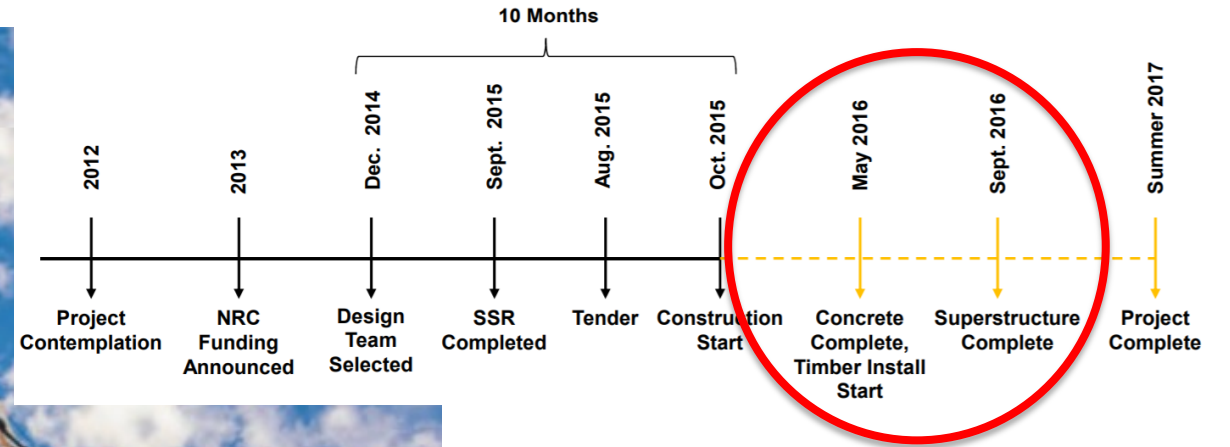 10 Months
2012
2013
Dec. 2014
Sept. 2015
Aug. 2015
Oct. 2015
May 2016
Sept. 2016
Summer 2017
Project
Contemplation
NRC
Funding
Announced
Design
Team
Selected
SSR
Completed
Tender
Construction
Start
Concrete
Complete,
Timber Install
Start
Superstructure
Complete
Project
Complete